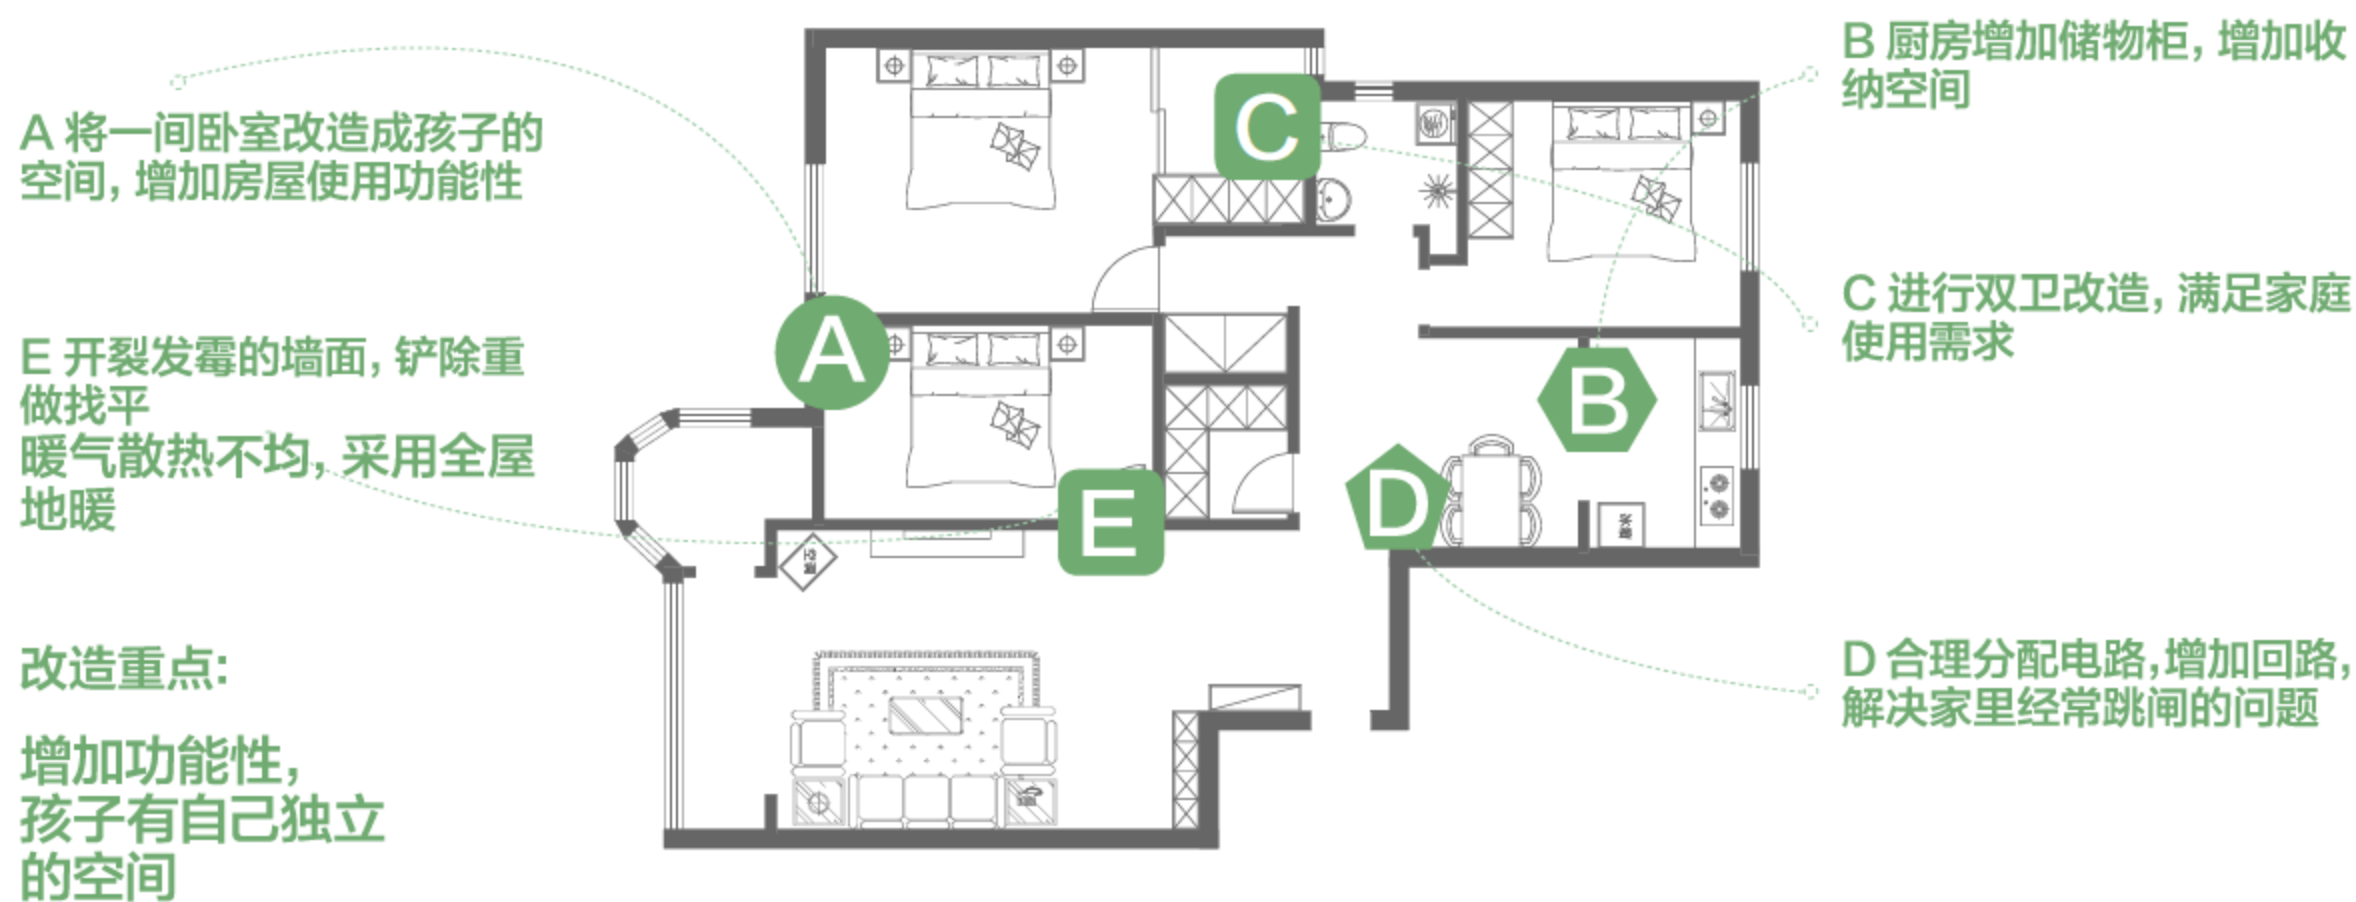 A 将一间卧室改造成孩子的
空间，增加房屋使用功能性
E 开裂发霉的墙面，铲除重
做找平
暖气散热不均，采用全屋
地暖
改造重点：
增加功能性，
孩子有自己独立
的空间
A
C
B
D
E
空调
冰箱
B 厨房增加储物柜，增加收
纳空间
C 进行双卫改造，满足家庭
使用需求
D 合理分配电路，增加回路，
解决家里经常跳闸的问题